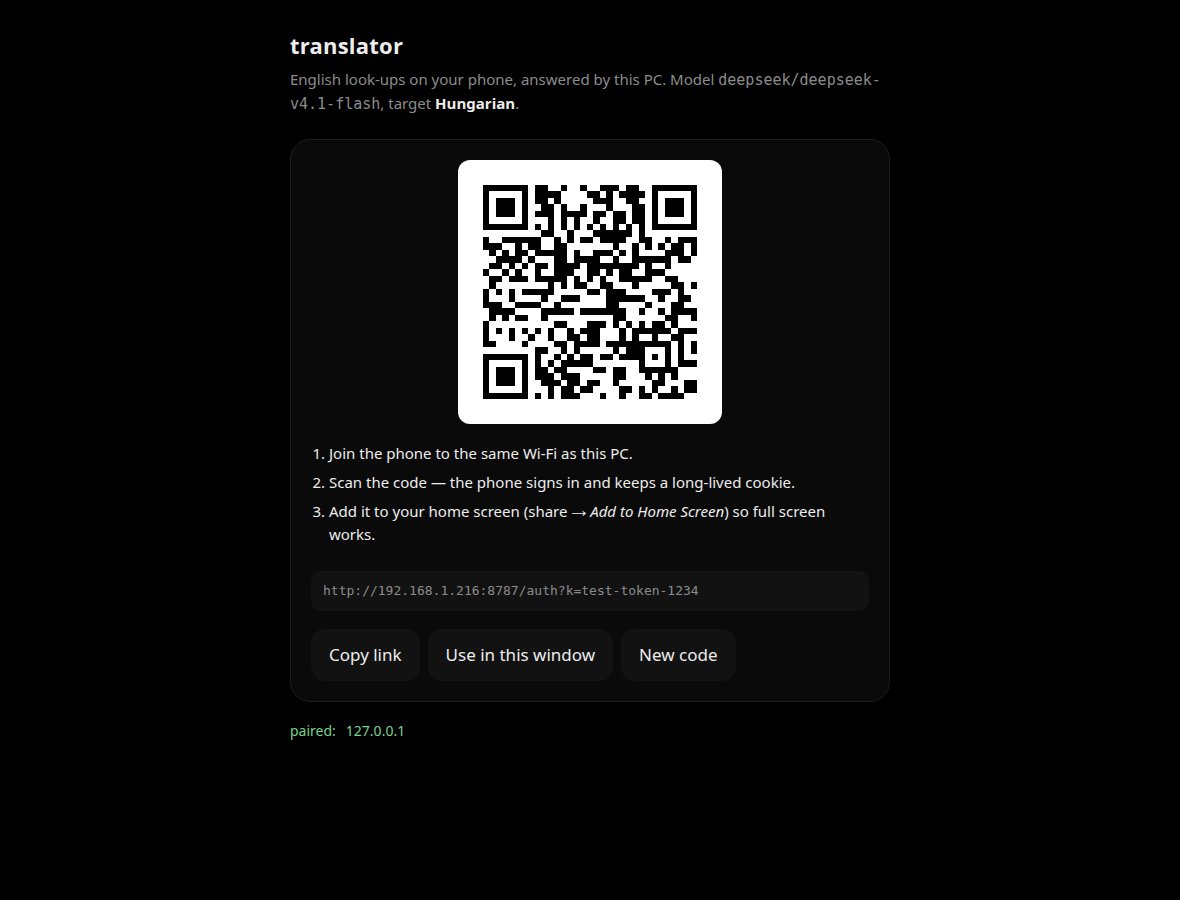 translator
English look-ups on your phone, answered by this PC. Model deepseek/deepseek-
v4.1-flash, target Hungarian.
1. Join the phone to the same Wi-Fi as this PC.
2. Scan the code — the phone signs in and keeps a long-lived cookie.
3. Add it to your home screen (share → Add to Home Screen) so full screen
works.
http://192.168.1.216:8787/auth?k=test-token-1234
Copy link
Use in this window
New code
paired: 127.0.0.1